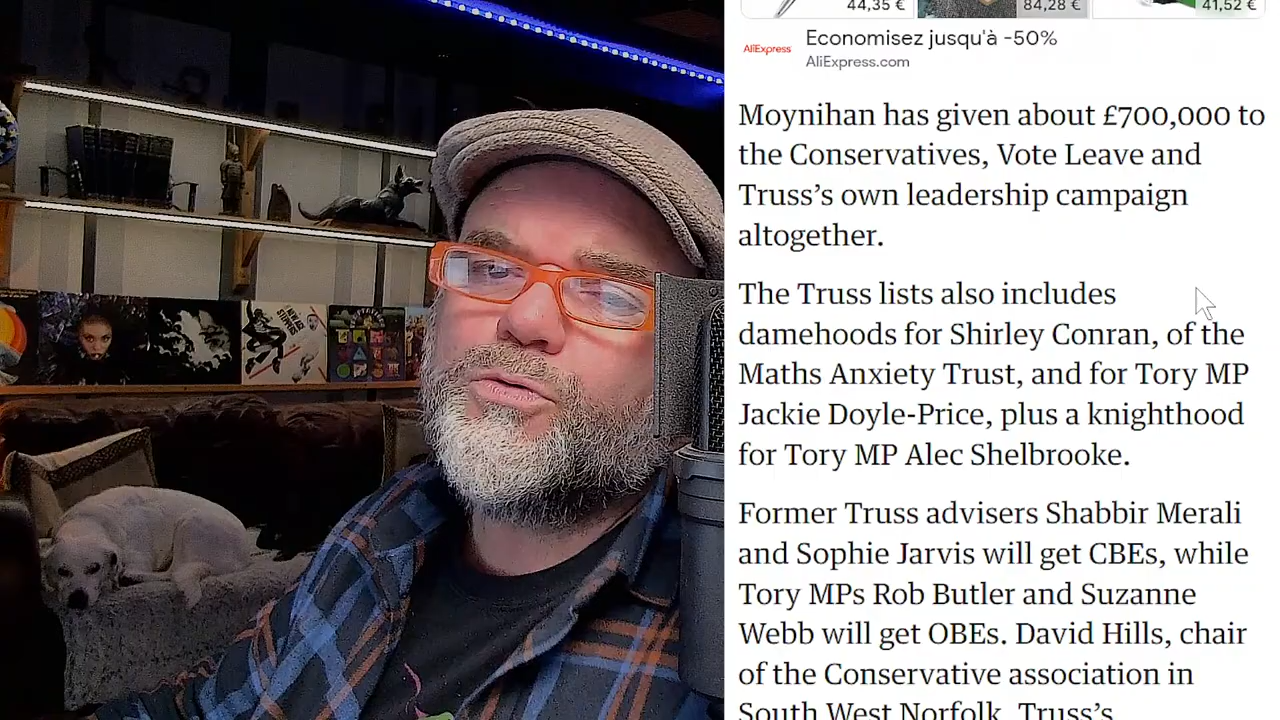 44,35 €
84,28 €
41,52 €
AliExpress
Economisez jusqu'à -50%
AliExpress.com
Moynihan has given about £700,000 to
the Conservatives, Vote Leave and
Truss’s own leadership campaign
altogether.
The Truss lists also includes
damehoods for Shirley Conran, of the
Maths Anxiety Trust, and for Tory MP
Jackie Doyle-Price, plus a knighthood
for Tory MP Alec Shelbrooke.
Former Truss advisers Shabbir Merali
and Sophie Jarvis will get CBEs, while
Tory MPs Rob Butler and Suzanne
Webb will get OBEs. David Hills, chair
of the Conservative association in
South West Norfolk, Truss’s